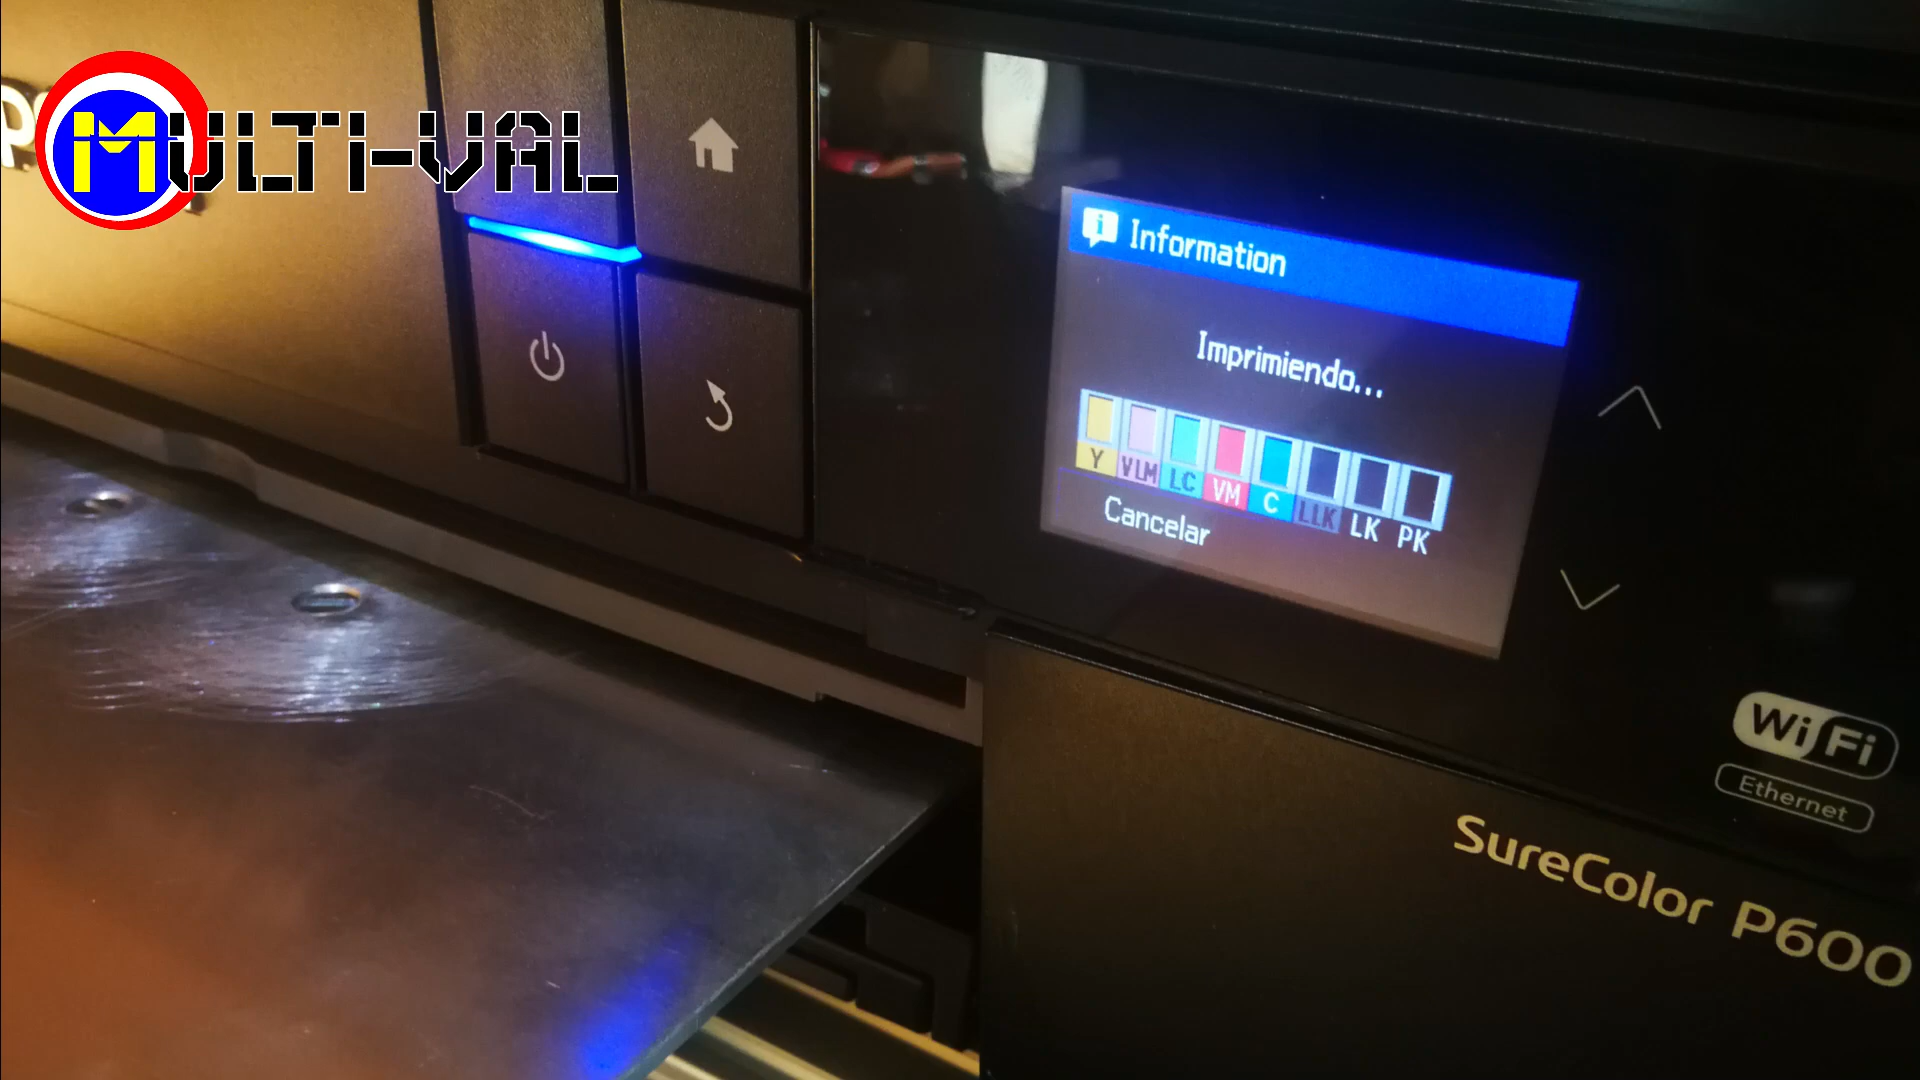 MULTI-VAL
Information
Imprimiendo...
Y VLM LC VM C LLK LK PK
Cancelar
WiFi
Ethernet
SureColor P600